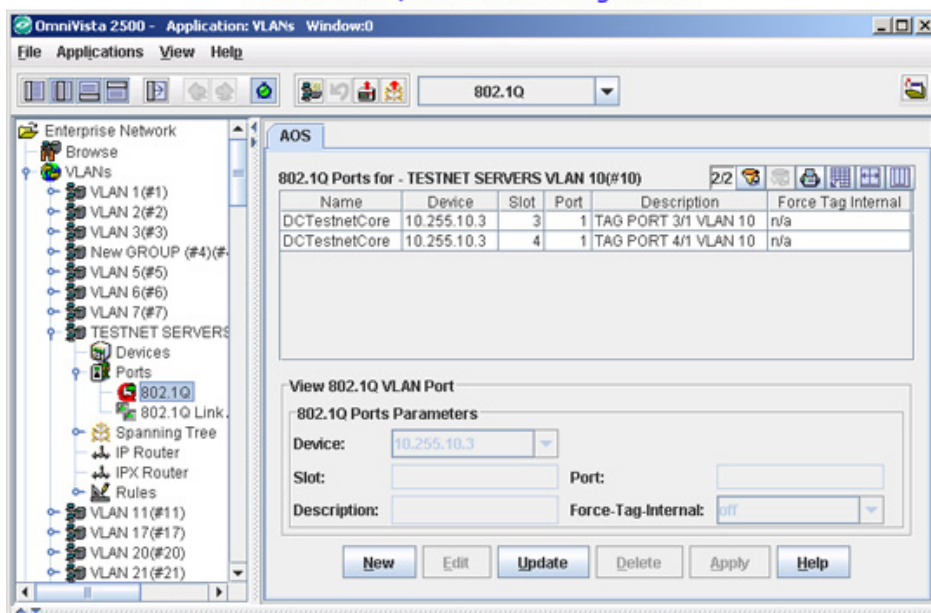 OmniVista 2500 - Application: VLANs Window:0
File Applications View Help
802.1Q
Enterprise Network
Browse
VLANs
VLAN 1(#1)
VLAN 2(#2)
VLAN 3(#3)
New GROUP (#4)(#
VLAN 5(#5)
VLAN 6(#6)
VLAN 7(#7)
TESTNET SERVERS
Devices
Ports
802.1Q
802.1Q Link
Spanning Tree
IP Router
IPX Router
Rules
VLAN 11(#11)
VLAN 17(#17)
VLAN 20(#20)
VLAN 21(#21)
AOS
802.1Q Ports for - TESTNET SERVERS VLAN 10(#10) 2/2
Name Device Slot Port Description Force Tag Internal
DCTestnetCore 10.255.10.3 3 1 TAG PORT 3/1 VLAN 10 n/a
DCTestnetCore 10.255.10.3 4 1 TAG PORT 4/1 VLAN 10 n/a
View 802.1Q VLAN Port
802.1Q Ports Parameters
Device: 10.255.10.3
Slot: Port:
Description: Force-Tag-Internal: off
New Edit Update Delete Apply Help